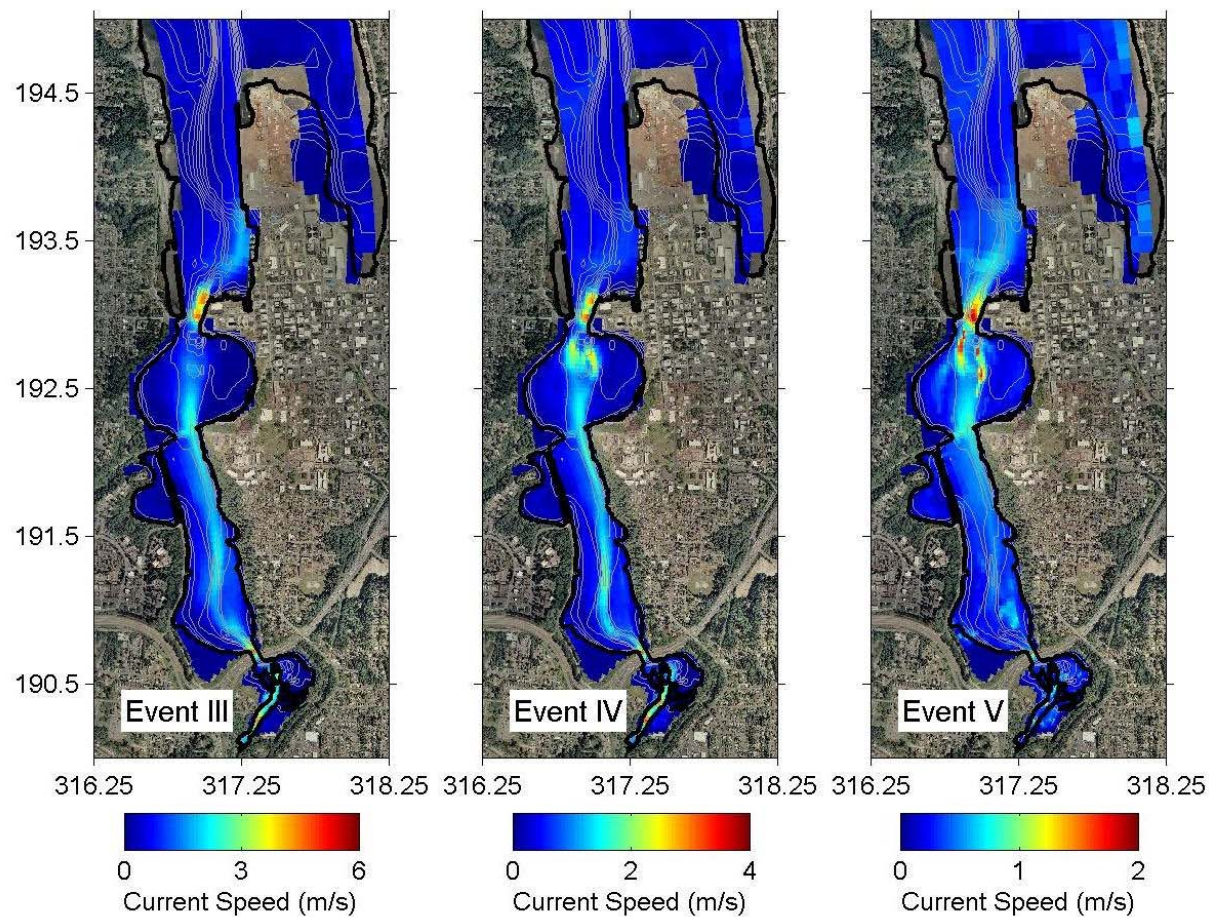 194.5
193.5
192.5
191.5
190.5
Event III
Event IV
Event V
316.25 317.25 318.25 316.25 317.25 318.25 316.25 317.25 318.25
0 3 6 0 2 4 0 1 2
Current Speed (m/s) Current Speed (m/s) Current Speed (m/s)